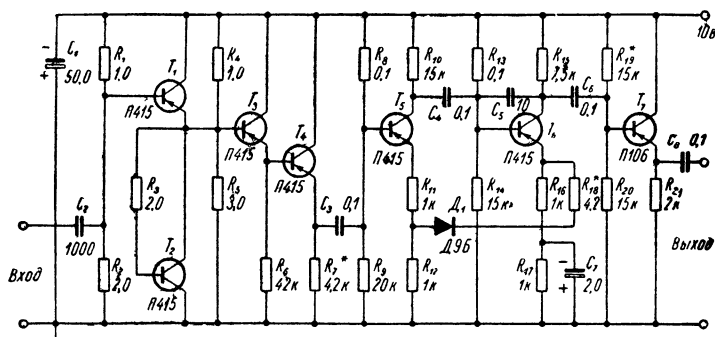 10в
C₁
50,0
R₁
1,0
T₁
П415
K₄
1,0
T₃
П415
T₄
П415
R₈
0,1
T₅
П415
R₁₀
15к
C₄
0,1
R₁₃
0,1
C₅
10
K₁₅
7,5к
C₆
0,1
R₁₉*
15к
T₇
П106
C₈ 0,1
R₃
2,0
R₅
3,0
C₂
1000
T₂
П415
R₂
2,0
R₆
42к
R₇*
4,2к
C₃
0,1
R₉
20к
K₁₁
1к
Д₁
Д9Б
R₁₂
1к
K₁₄
15к
T₆
П415
R₁₆
1к
R₁₈*
4,2
R₁₇
1к
C₇
2,0
R₂₀
15к
R₂₁
2к
Вход
Выход